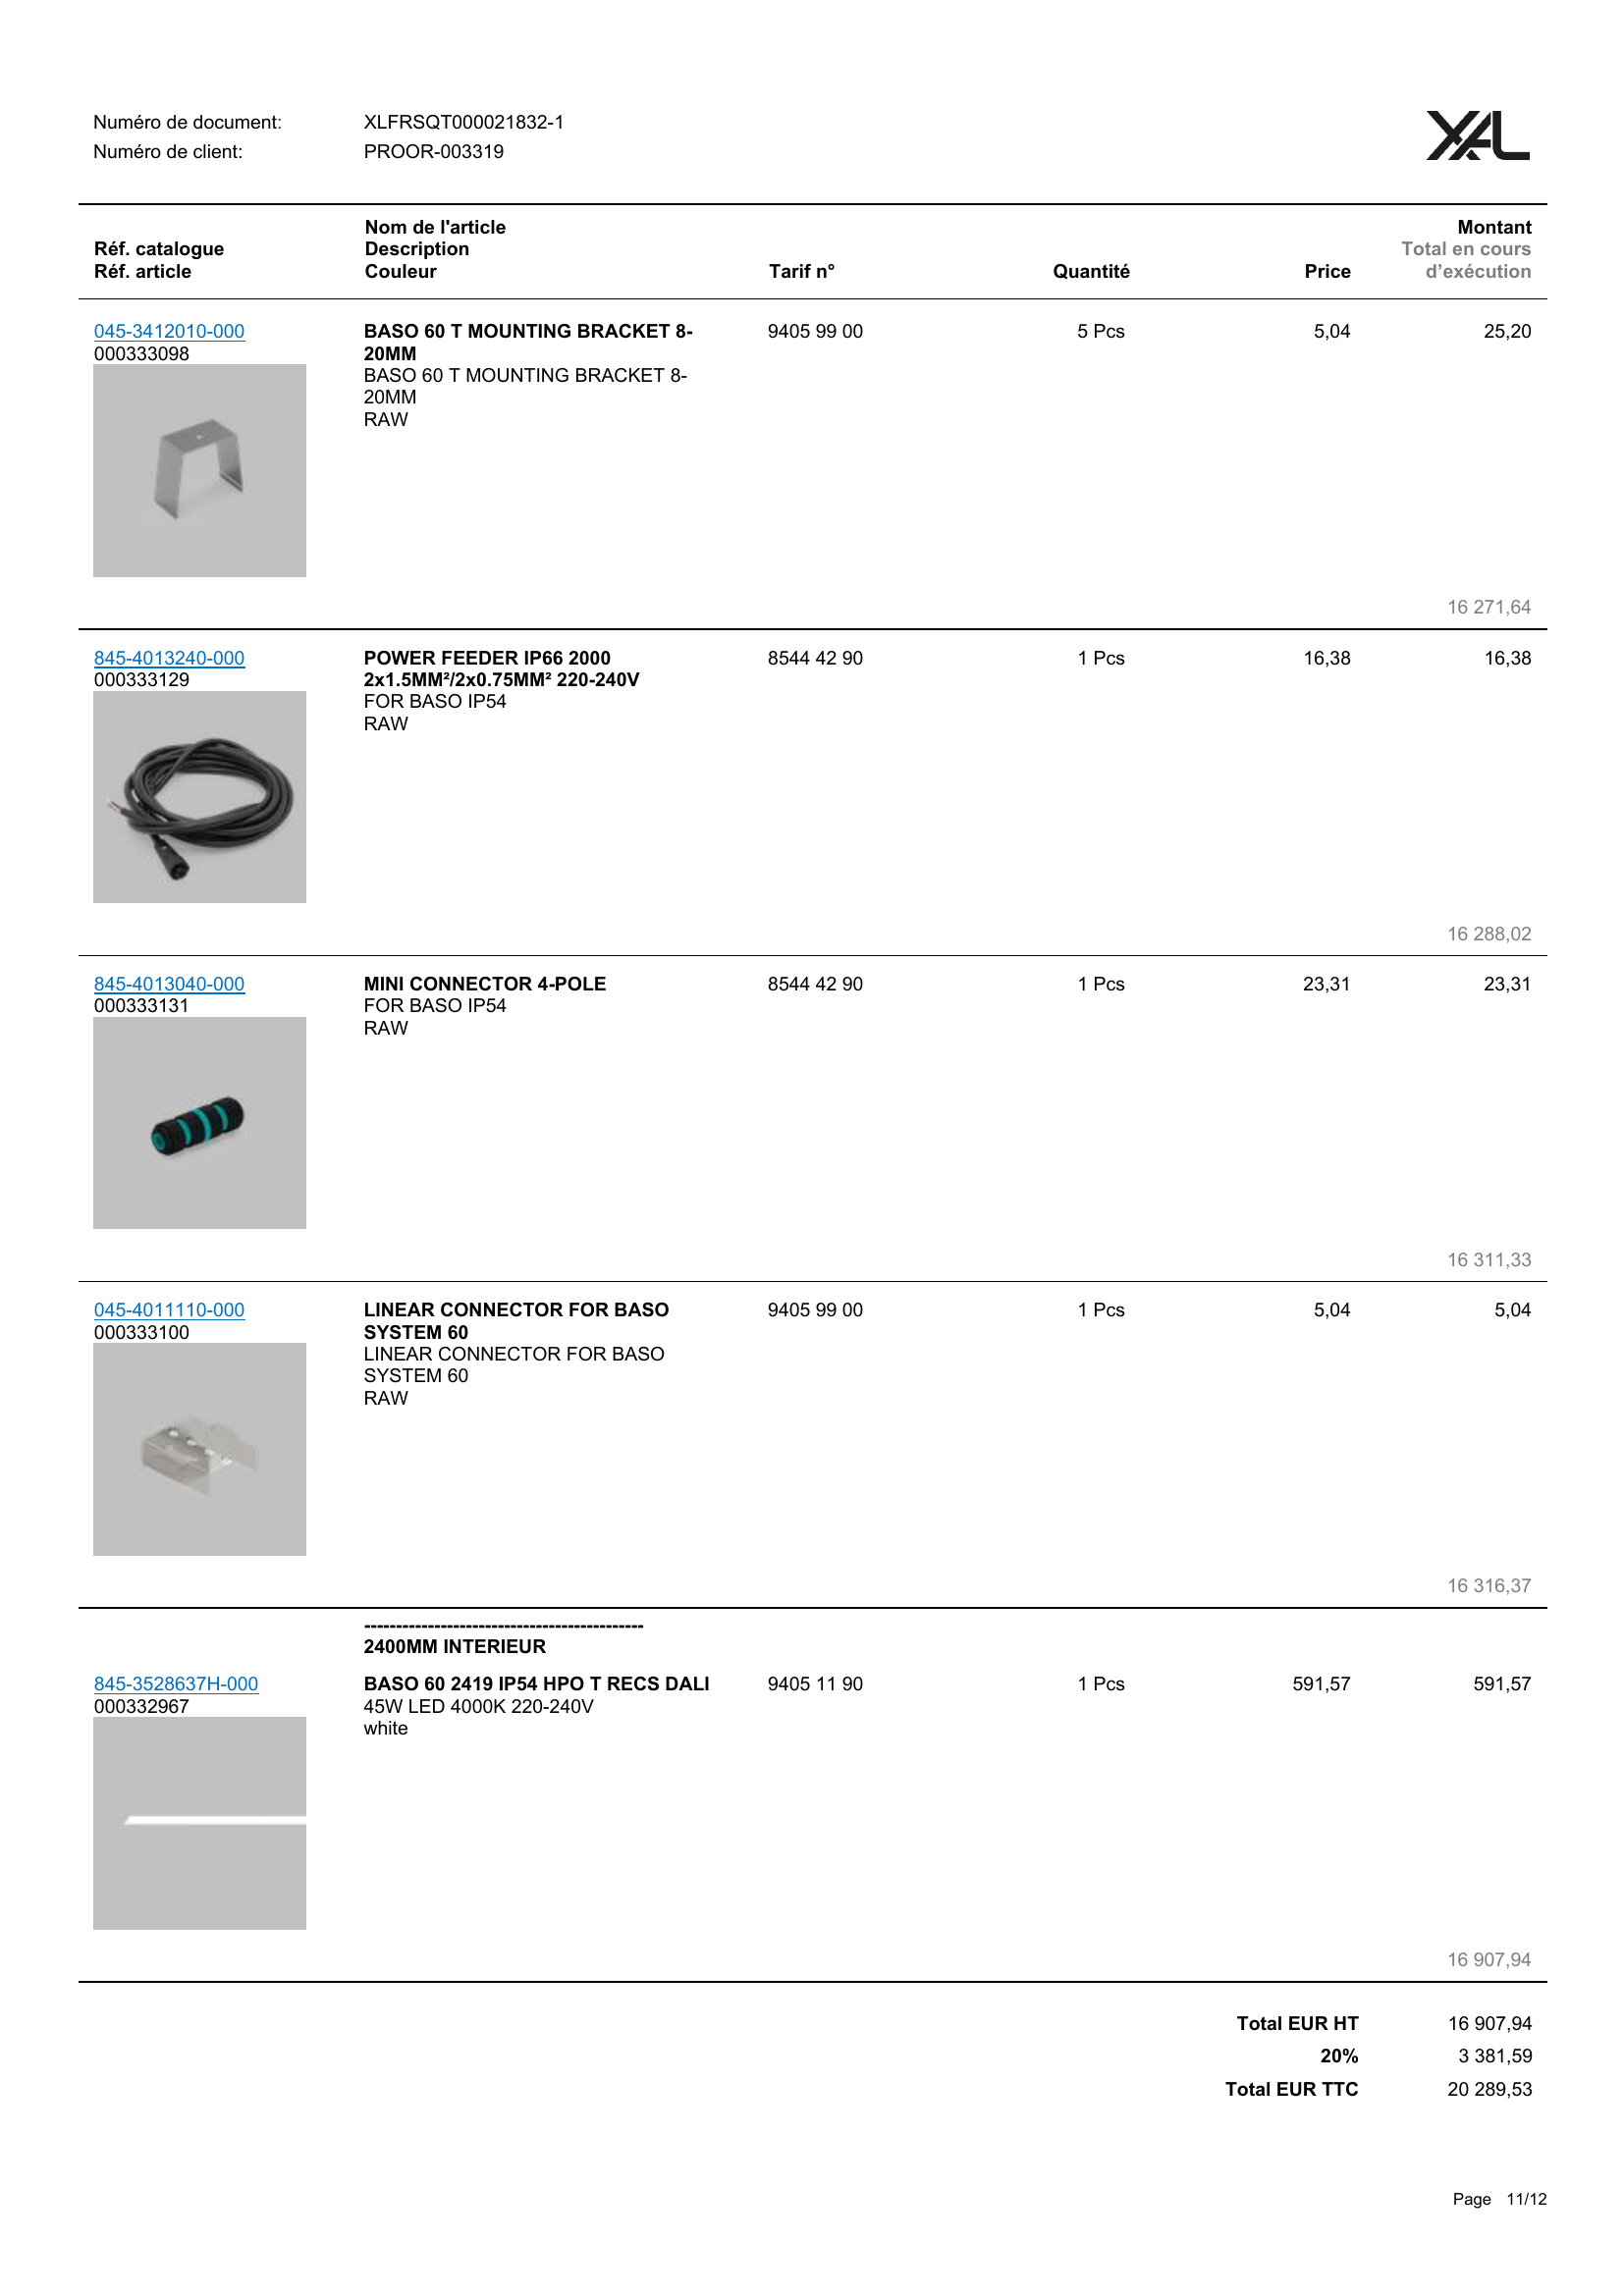 Numéro de document: XLFRSQT000021832-1
Numéro de client: PROOR-003319
XAL
Nom de l'article Montant
Réf. catalogue Description Total en cours
Réf. article Couleur Tarif n° Quantité Price d’exécution
045-3412010-000 BASO 60 T MOUNTING BRACKET 8- 9405 99 00 5 Pcs 5,04 25,20
000333098 20MM
BASO 60 T MOUNTING BRACKET 8-
20MM
RAW
16 271,64
845-4013240-000 POWER FEEDER IP66 2000 8544 42 90 1 Pcs 16,38 16,38
000333129 2x1.5MM²/2x0.75MM² 220-240V
FOR BASO IP54
RAW
16 288,02
845-4013040-000 MINI CONNECTOR 4-POLE 8544 42 90 1 Pcs 23,31 23,31
000333131 FOR BASO IP54
RAW
16 311,33
045-4011110-000 LINEAR CONNECTOR FOR BASO 9405 99 00 1 Pcs 5,04 5,04
000333100 SYSTEM 60
LINEAR CONNECTOR FOR BASO
SYSTEM 60
RAW
16 316,37
--------------------------------------------
2400MM INTERIEUR
845-3528637H-000 BASO 60 2419 IP54 HPO T RECS DALI 9405 11 90 1 Pcs 591,57 591,57
000332967 45W LED 4000K 220-240V
white
16 907,94
Total EUR HT 16 907,94
20% 3 381,59
Total EUR TTC 20 289,53
Page 11/12